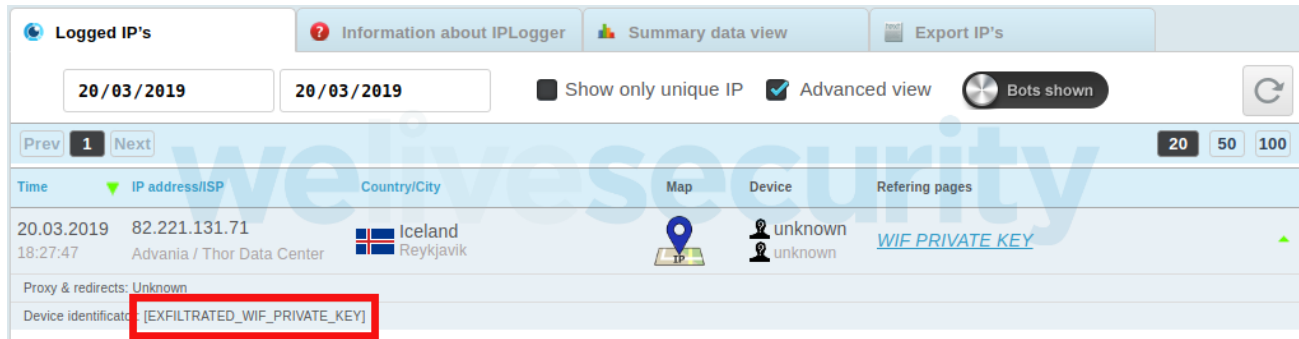 Logged IP's Information about IPLogger Summary data view Export IP's
20/03/2019 20/03/2019 Show only unique IP Advanced view Bots shown
Prev 1 Next 20 50 100
welivesecurity
Time IP address/ISP Country/City Map Device Refering pages
20.03.2019 82.221.131.71 Iceland unknown WIF PRIVATE KEY
18:27:47 Advania / Thor Data Center Reykjavik IP unknown
Proxy & redirects: Unknown
Device identificator: [EXFILTRATED_WIF_PRIVATE_KEY]